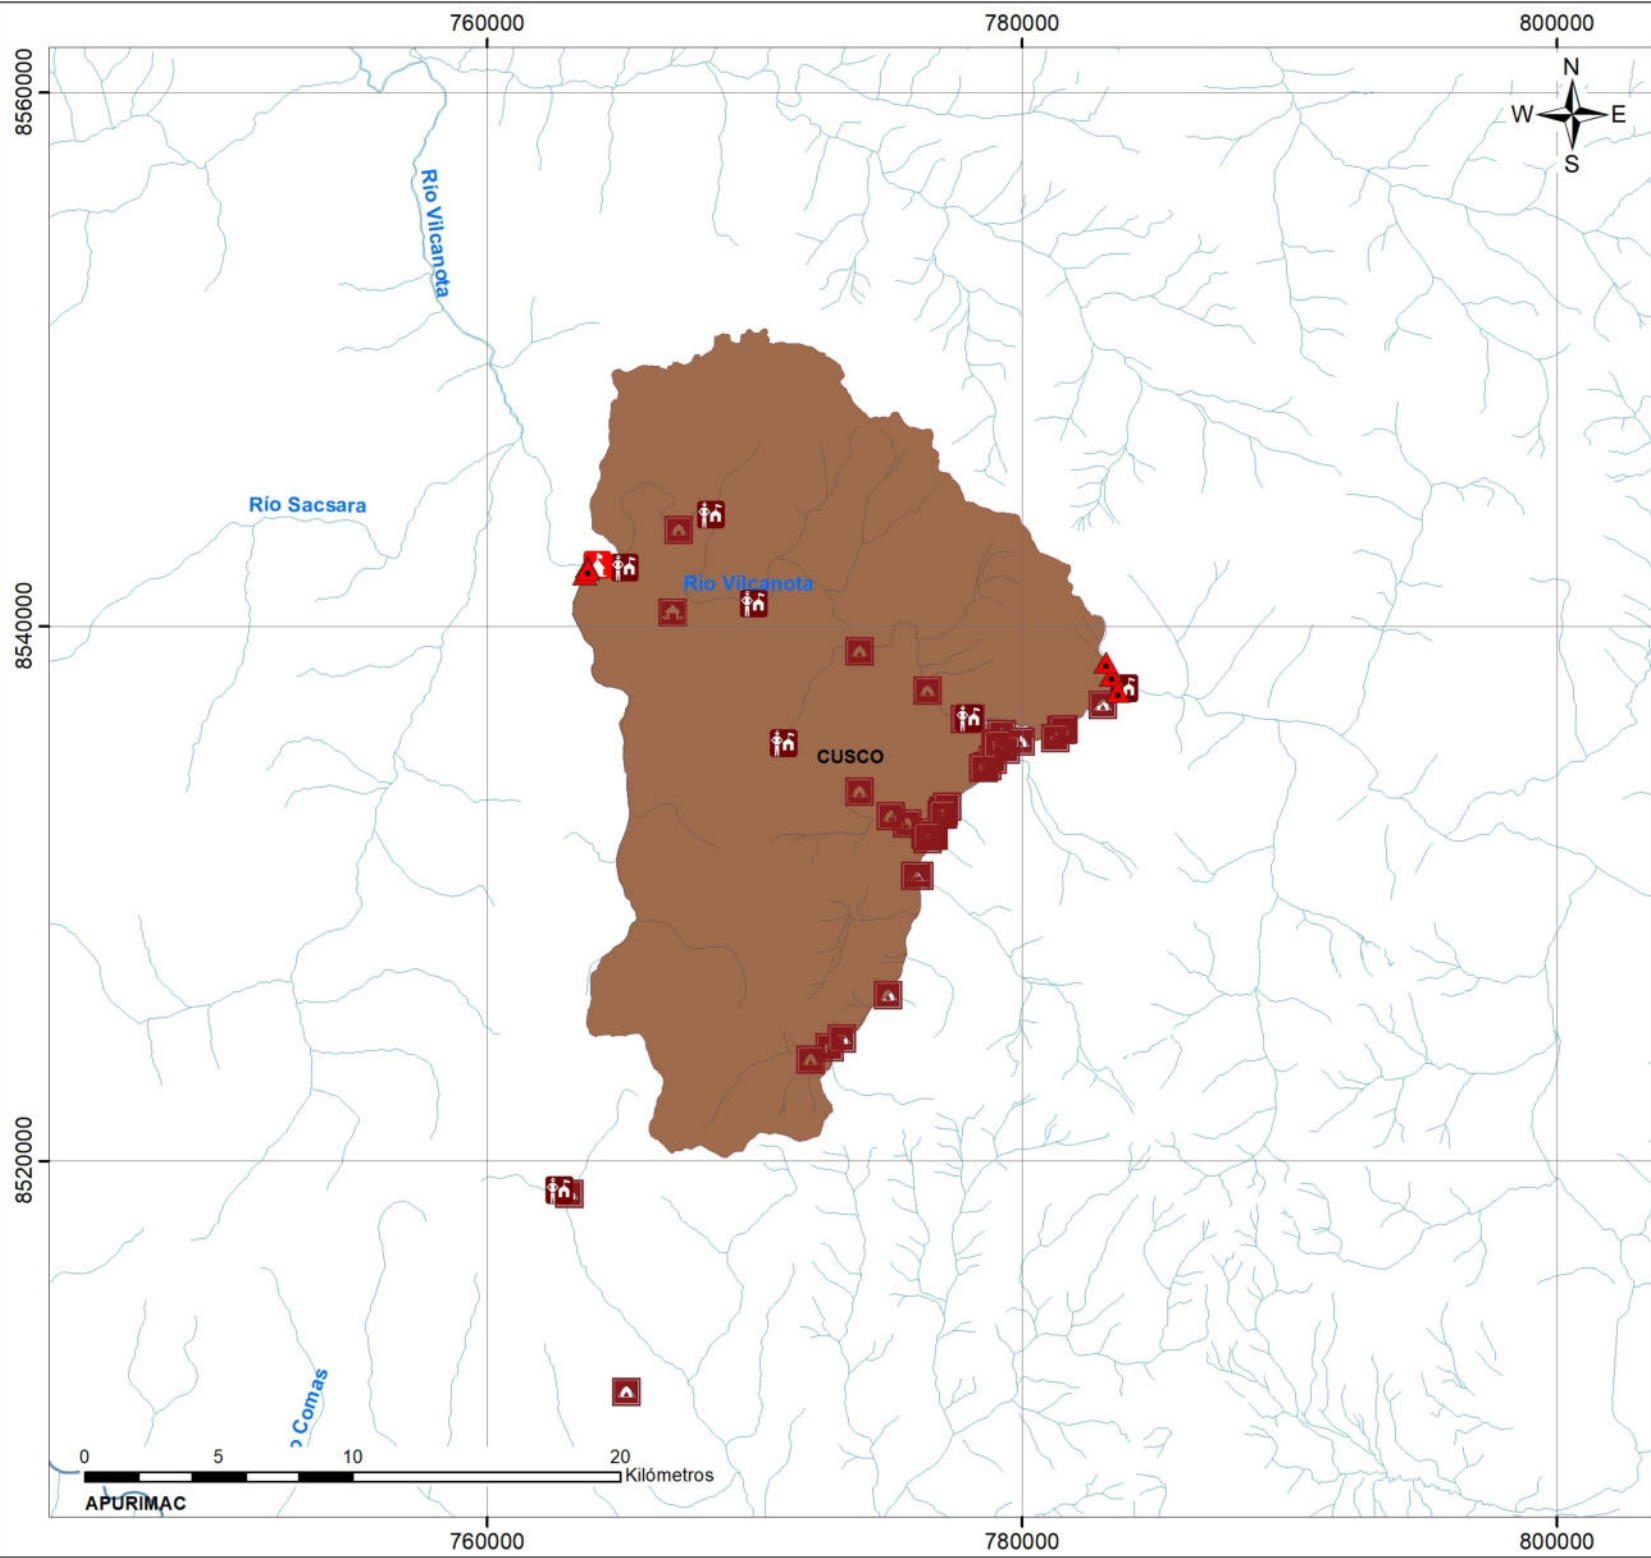 760000
780000
800000
8560000
N
W E
S
Río Vilcanota
Río Sacsara
Río Vilcanota
8540000
CUSCO
8520000
o Comas
0 5 10 20
Kilómetros
APURIMAC
760000
780000
800000